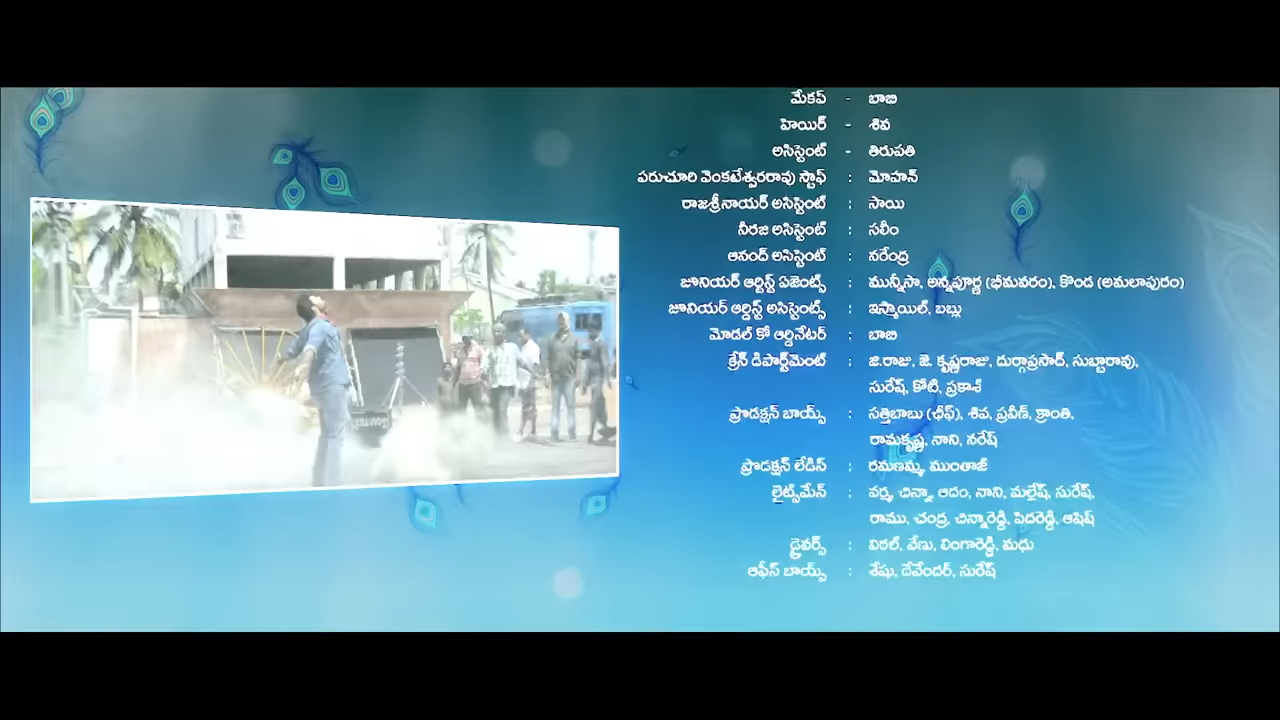 మేకప్ - బాబి
హెయిర్ - శివ
అసిస్టెంట్ - తిరుపతి
పరుచూరి వెంకటేశ్వరరావు స్టాఫ్ : మోహన్
రాజశ్రీనాయర్ అసిస్టెంట్ : సాయి
నీరజ అసిస్టెంట్ : సలీం
ఆనంద్ అసిస్టెంట్ : నరేంద్ర
జూనియర్ ఆర్టిస్ట్ ఏజెంట్స్ : మున్నీసా, అన్నపూర్ణ (భీమవరం), కొండ (అమలాపురం)
జూనియర్ ఆర్టిస్ట్ అసిస్టెంట్స్ : ఇస్మాయిల్, బబ్లు
మోడల్ కో ఆర్డినేటర్ : బాబి
క్రేన్ డిపార్ట్‌మెంట్ : జి.రాజు, జె. కృష్ణరాజు, దుర్గాప్రసాద్, సుబ్బారావు,
సురేష్, కోటి, ప్రకాశ్
ప్రొడక్షన్ బాయ్స్ : సత్తిబాబు (ఛీఫ్), శివ, ప్రవీణ్, క్రాంతి,
రామకృష్ణ, నాని, నరేష్
ప్రొడక్షన్ లేడీస్ : రమణమ్మ, ముంతాజ్
లైట్స్‌మేన్ : వర్మ, చిన్నా, ఆదం, నాని, మల్లేష్, సురేష్,
రాము, చంద్ర, చిన్నారెడ్డి, పెదరెడ్డి, ఆషిష్
డ్రైవర్స్ : విఠల్, వేణు, లింగారెడ్డి, మధు
ఆఫీస్ బాయ్స్ : శేషు, దేవేందర్, సురేష్